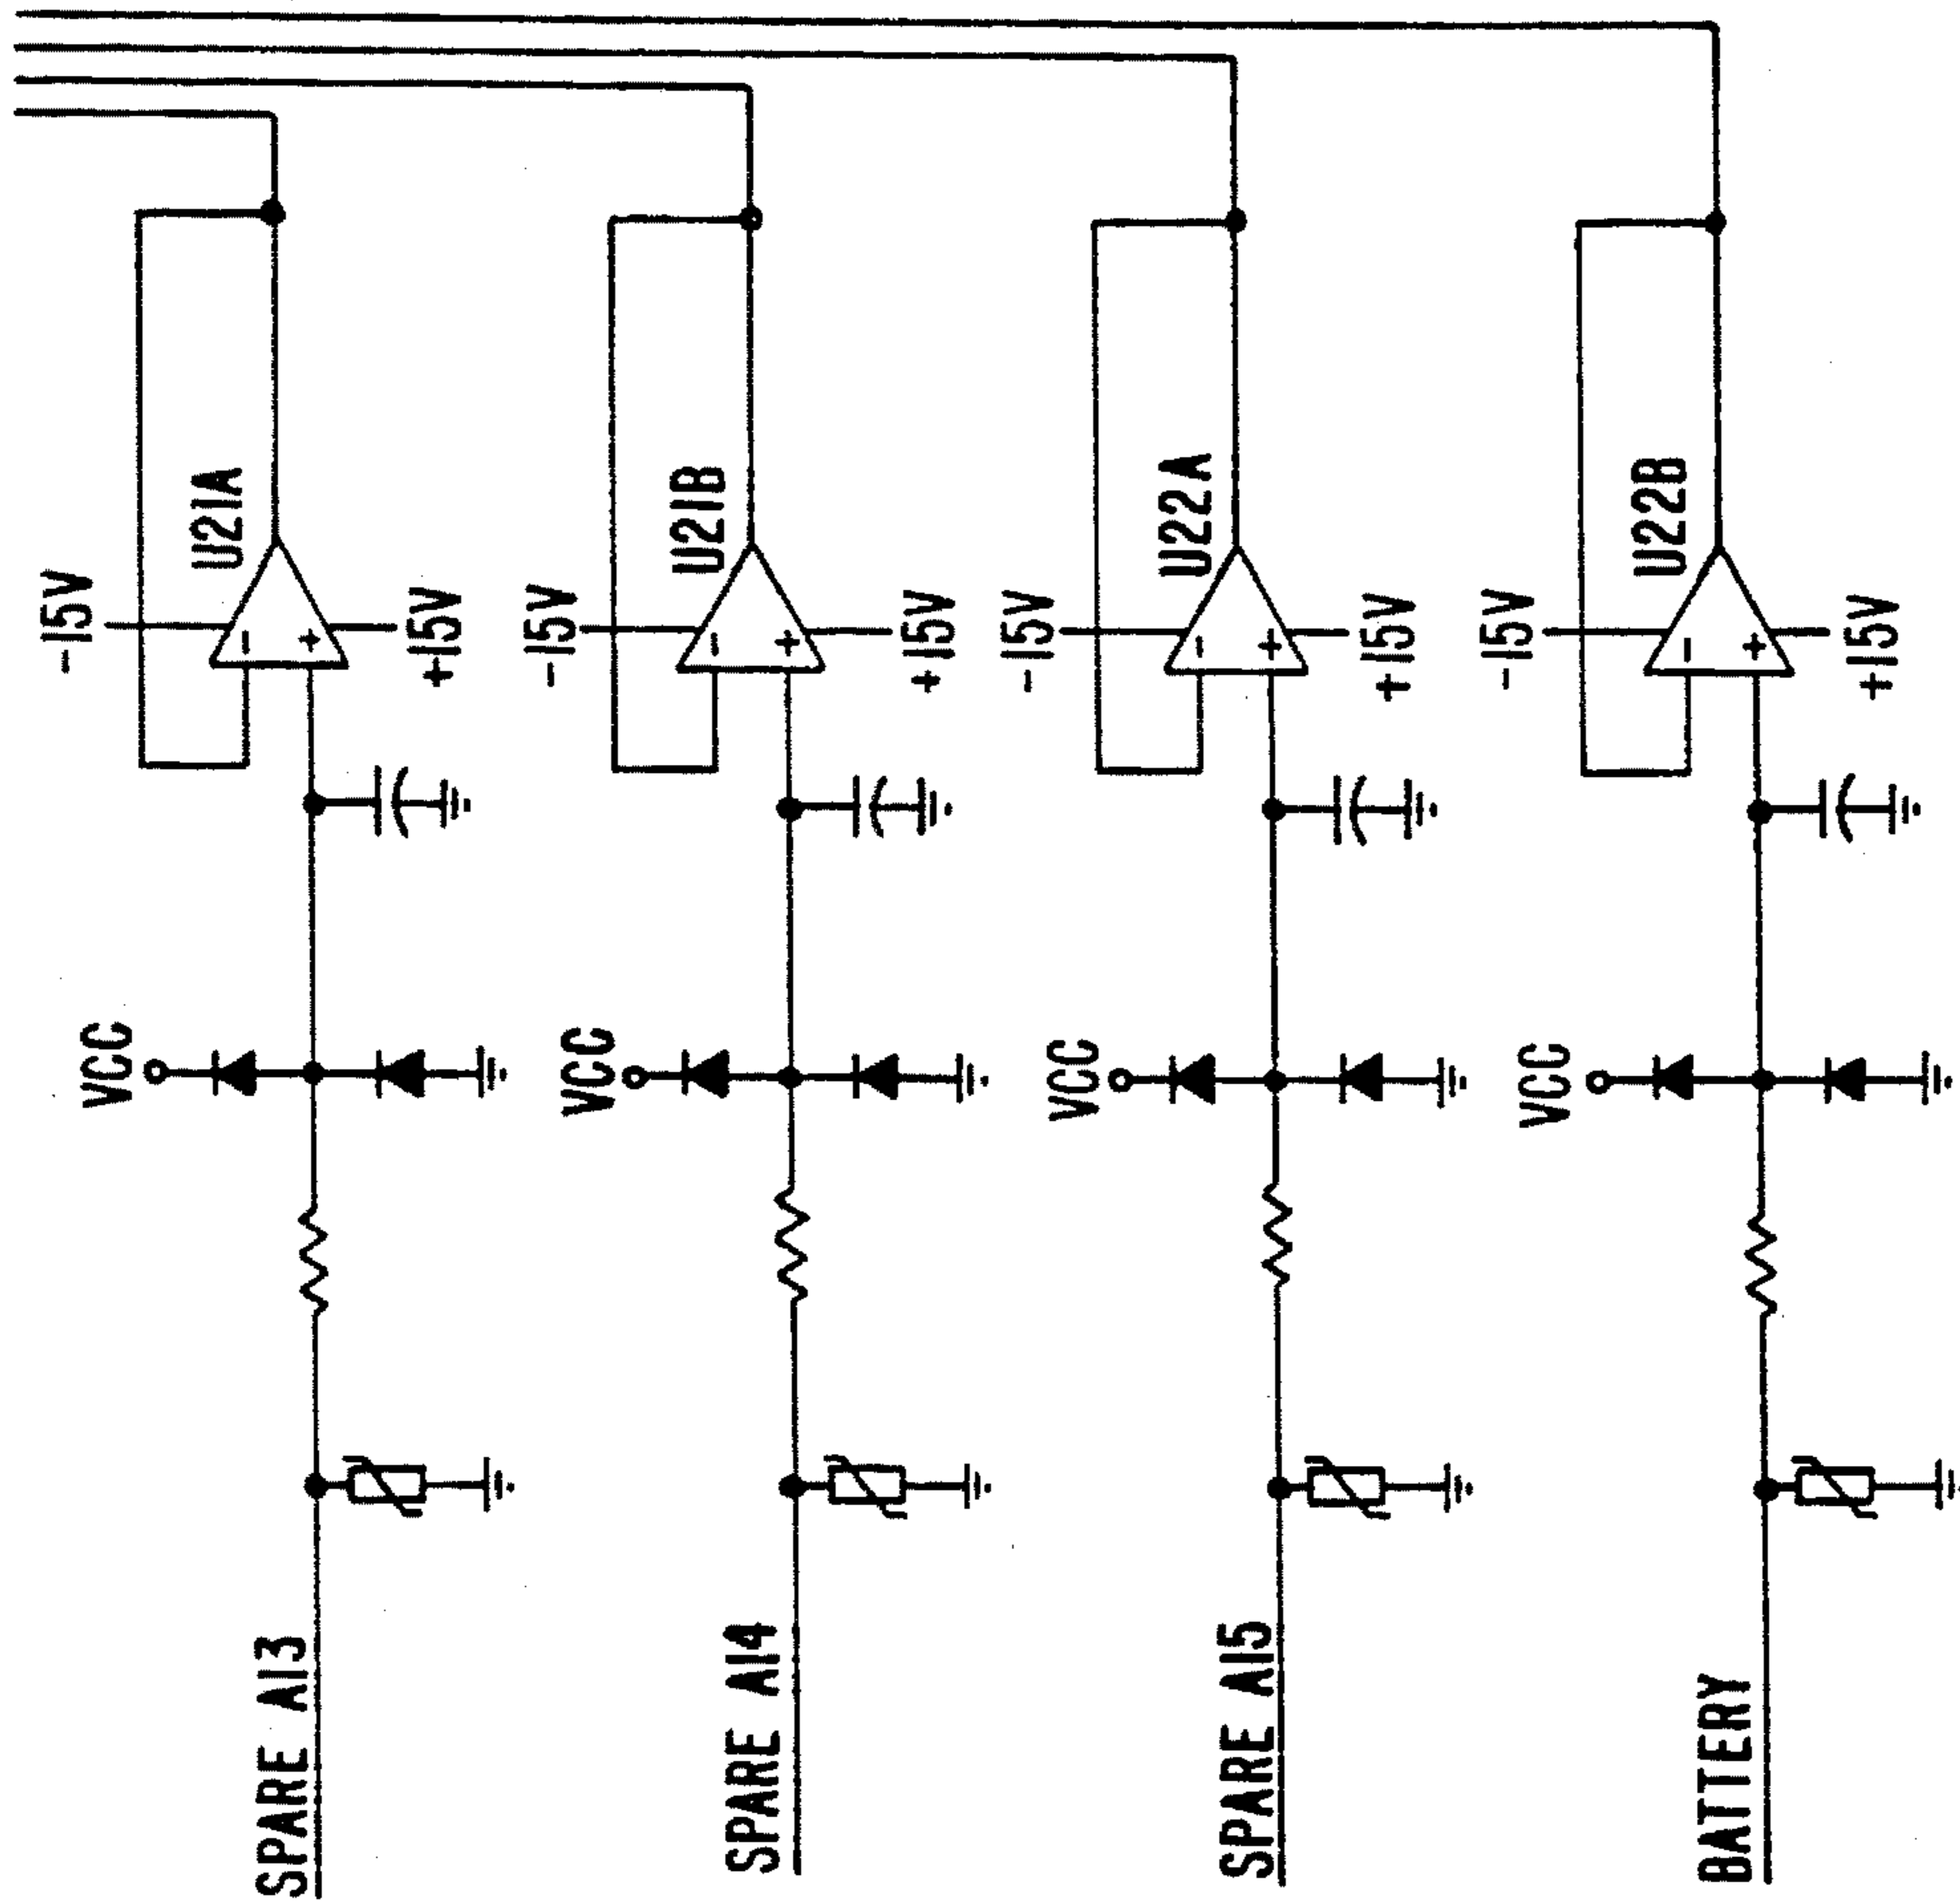 SPARE AI3
VCC
-15V
U21A
+15V
SPARE AI4
VCC
-15V
U21B
+15V
SPARE AI5
VCC
-15V
U22A
+15V
BATTERY
VCC
-15V
U22B
+15V